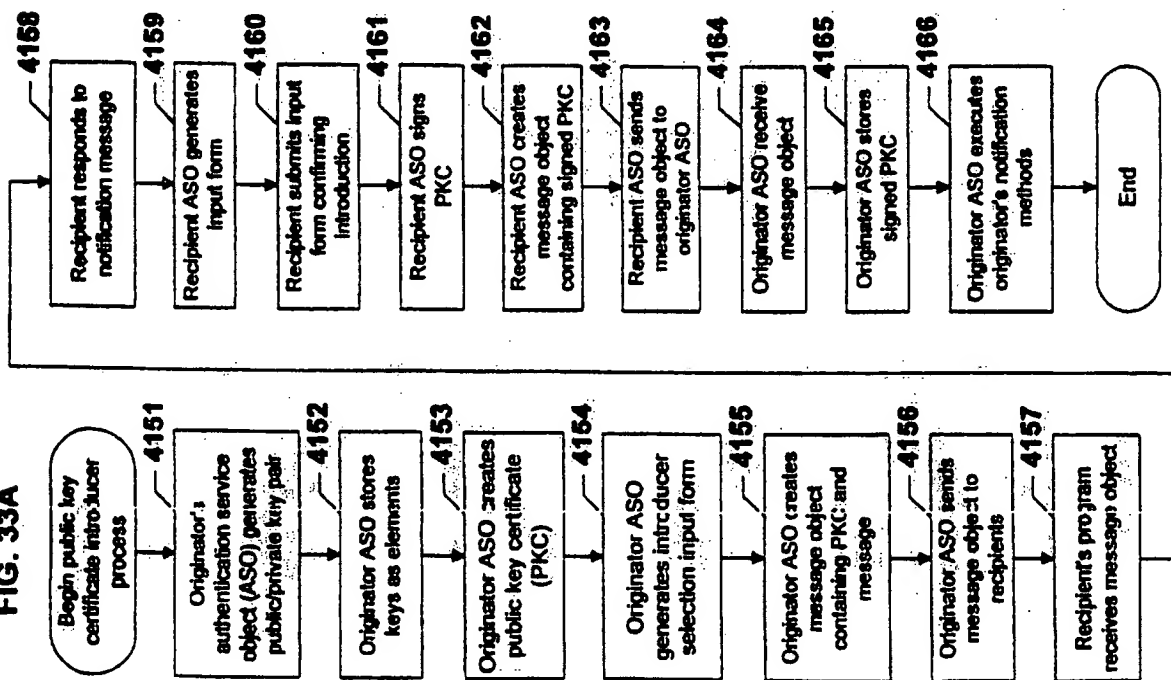 FIG. 33A
Begin public key
certificate introducer
process
4151
Originator's
authentication service
object (ASO) generates
public/private key pair
4152
Originator ASO stores
keys as elements
4153
Originator ASO creates
public key certificate
(PKC)
4154
Originator ASO
generates introducer
selection input form
4155
Originator ASO creates
message object
containing PKC and
message
4156
Originator ASO sends
message object to
recipients
4157
Recipient's program
receives message object
4158
Recipient responds to
notification message
4159
Recipient ASO generates
Input form
4160
Recipient submits input
form confirming
Introduction
4161
Recipient ASO signs
PKC
4162
Recipient ASO creates
message object
containing signed PKC
4163
Recipient ASO sends
message object to
originator ASO
4164
Originator ASO receive
message object
4165
Originator ASO stores
signed PKC
4166
Originator ASO executes
originator's notification
methods
End